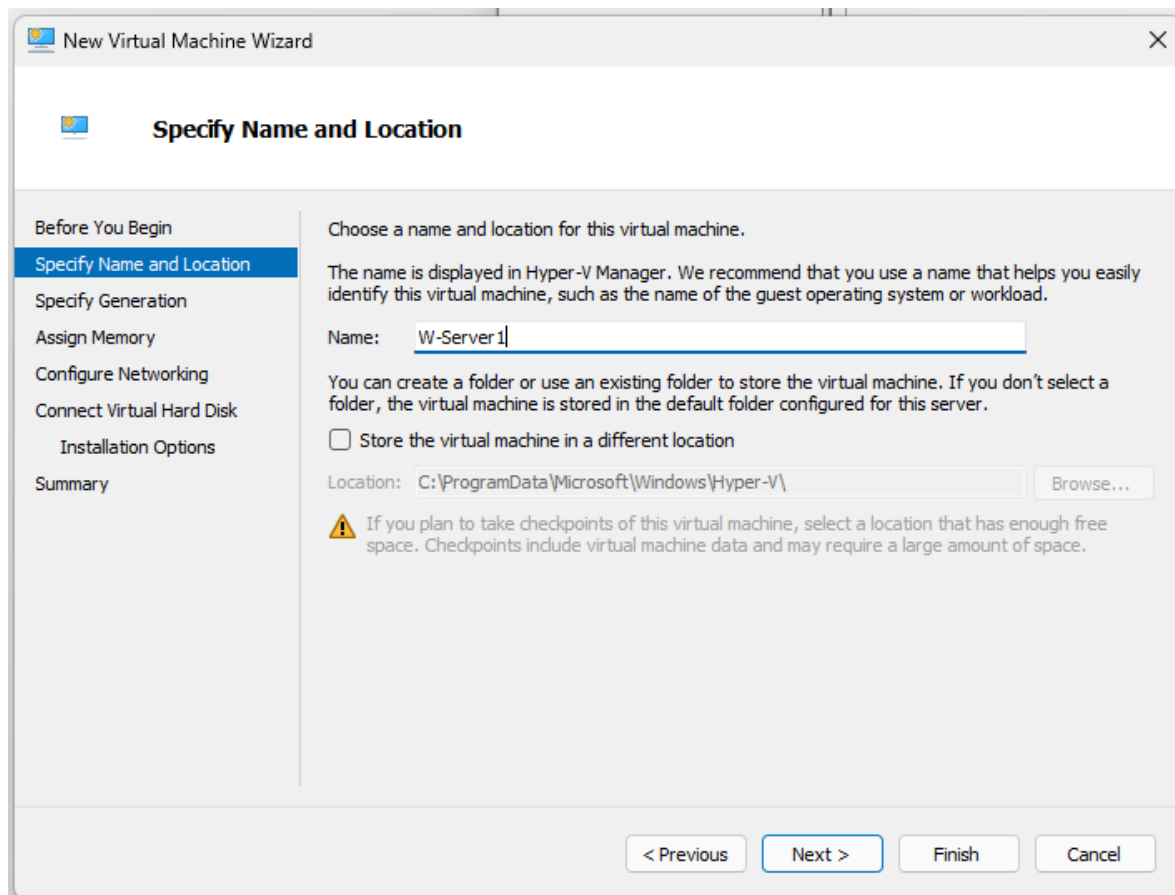 New Virtual Machine Wizard
Specify Name and Location
Before You Begin
Specify Name and Location
Specify Generation
Assign Memory
Configure Networking
Connect Virtual Hard Disk
Installation Options
Summary
Choose a name and location for this virtual machine.
The name is displayed in Hyper-V Manager. We recommend that you use a name that helps you easily
identify this virtual machine, such as the name of the guest operating system or workload.
Name: W-Server1
You can create a folder or use an existing folder to store the virtual machine. If you don't select a
folder, the virtual machine is stored in the default folder configured for this server.
Store the virtual machine in a different location
Location: C:\ProgramData\Microsoft\Windows\Hyper-V\ Browse...
If you plan to take checkpoints of this virtual machine, select a location that has enough free
space. Checkpoints include virtual machine data and may require a large amount of space.
< Previous Next > Finish Cancel